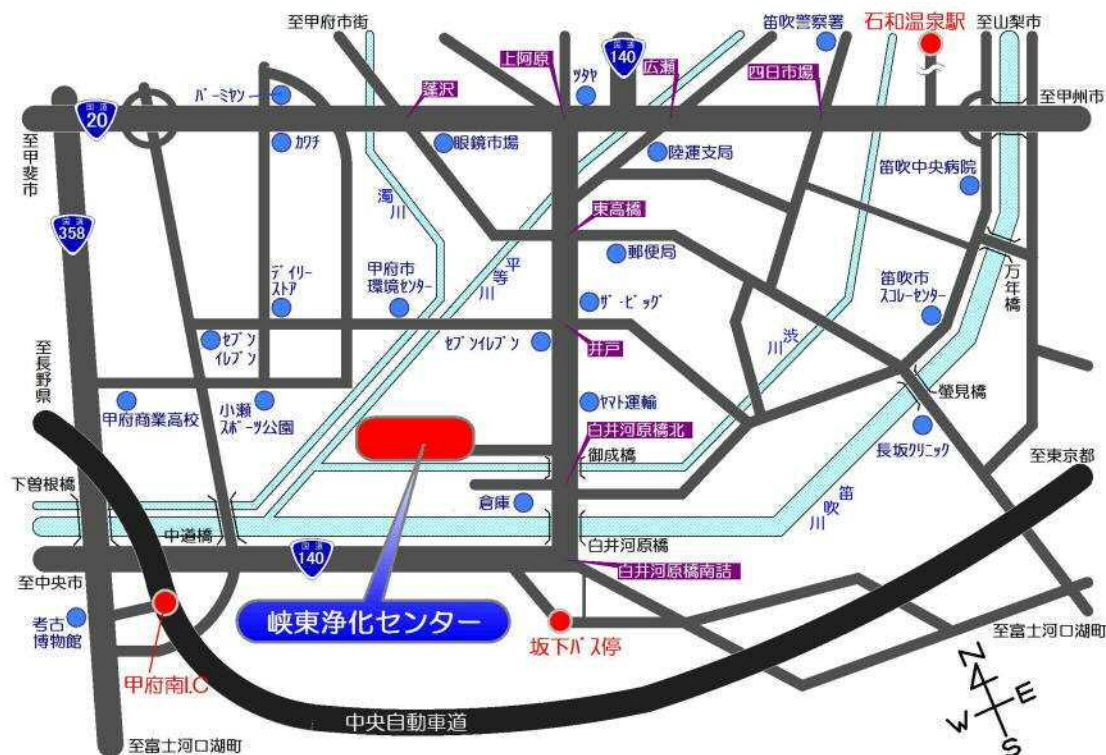 至甲府市街
笛吹警察署
石和温泉駅
至山梨市
上阿原
国道
140
ﾂﾀﾔ
広瀬
四日市場
ﾊﾞｰﾐﾔﾝ
蓬沢
国道
20
至甲州市
至甲斐市
ｶﾜﾁ
眼鏡市場
陸運支局
笛吹中央病院
濁川
国道
358
東高橋
平等川
郵便局
万年橋
ﾃﾞｲﾘｰ
ｽﾄｱ
甲府市
環境ｾﾝﾀｰ
笛吹市
ｽｺﾚｰｾﾝﾀｰ
ｻﾞ･ﾋﾞｯｸﾞ
至長野県
ｾﾌﾞﾝ
ｲﾚﾌﾞﾝ
ｾﾌﾞﾝｲﾚﾌﾞﾝ
井戸
渋川
甲府商業高校
小瀬
ｽﾎﾟｰﾂ公園
ﾔﾏﾄ運輸
螢見橋
白井河原橋北
長坂ｸﾘﾆｯｸ
御成橋
至東京都
下曽根橋
倉庫
笛吹川
中道橋
白井河原橋
国道
140
白井河原橋南詰
至中央市
考古
博物館
峡東浄化センター
坂下ﾊﾞｽ停
至富士河口湖町
甲府南I.C
中央自動車道
至富士河口湖町
N
E
W
S